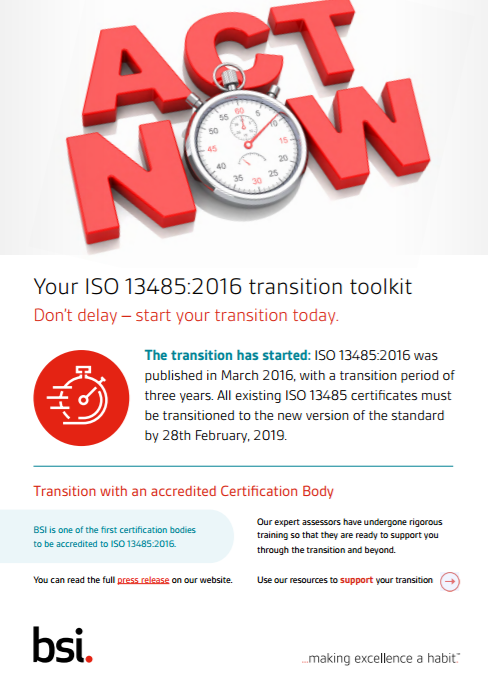 ACT
NOW
60
5
10
15
20
25
30
35
40
45
50
55
Your ISO 13485:2016 transition toolkit
Don't delay – start your transition today.
The transition has started: ISO 13485:2016 was
published in March 2016, with a transition period of
three years. All existing ISO 13485 certificates must
be transitioned to the new version of the standard
by 28th February, 2019.
Transition with an accredited Certification Body
BSI is one of the first certification bodies
to be accredited to ISO 13485:2016.
You can read the full press release on our website.
Our expert assessors have undergone rigorous
training so that they are ready to support you
through the transition and beyond.
Use our resources to support your transition
bsi.
...making excellence a habit.™